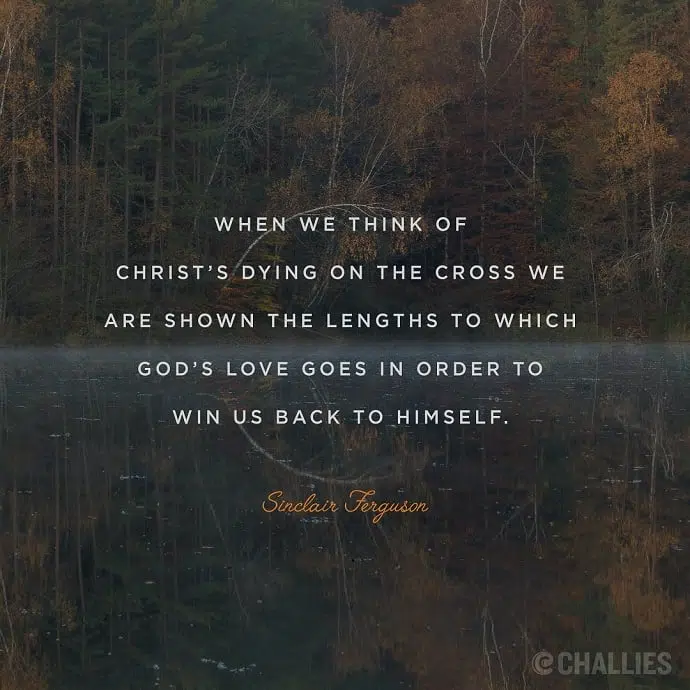 WHEN WE THINK OF
CHRIST’S DYING ON THE CROSS WE
ARE SHOWN THE LENGTHS TO WHICH
GOD’S LOVE GOES IN ORDER TO
WIN US BACK TO HIMSELF.
Sinclair Ferguson
@CHALLIES